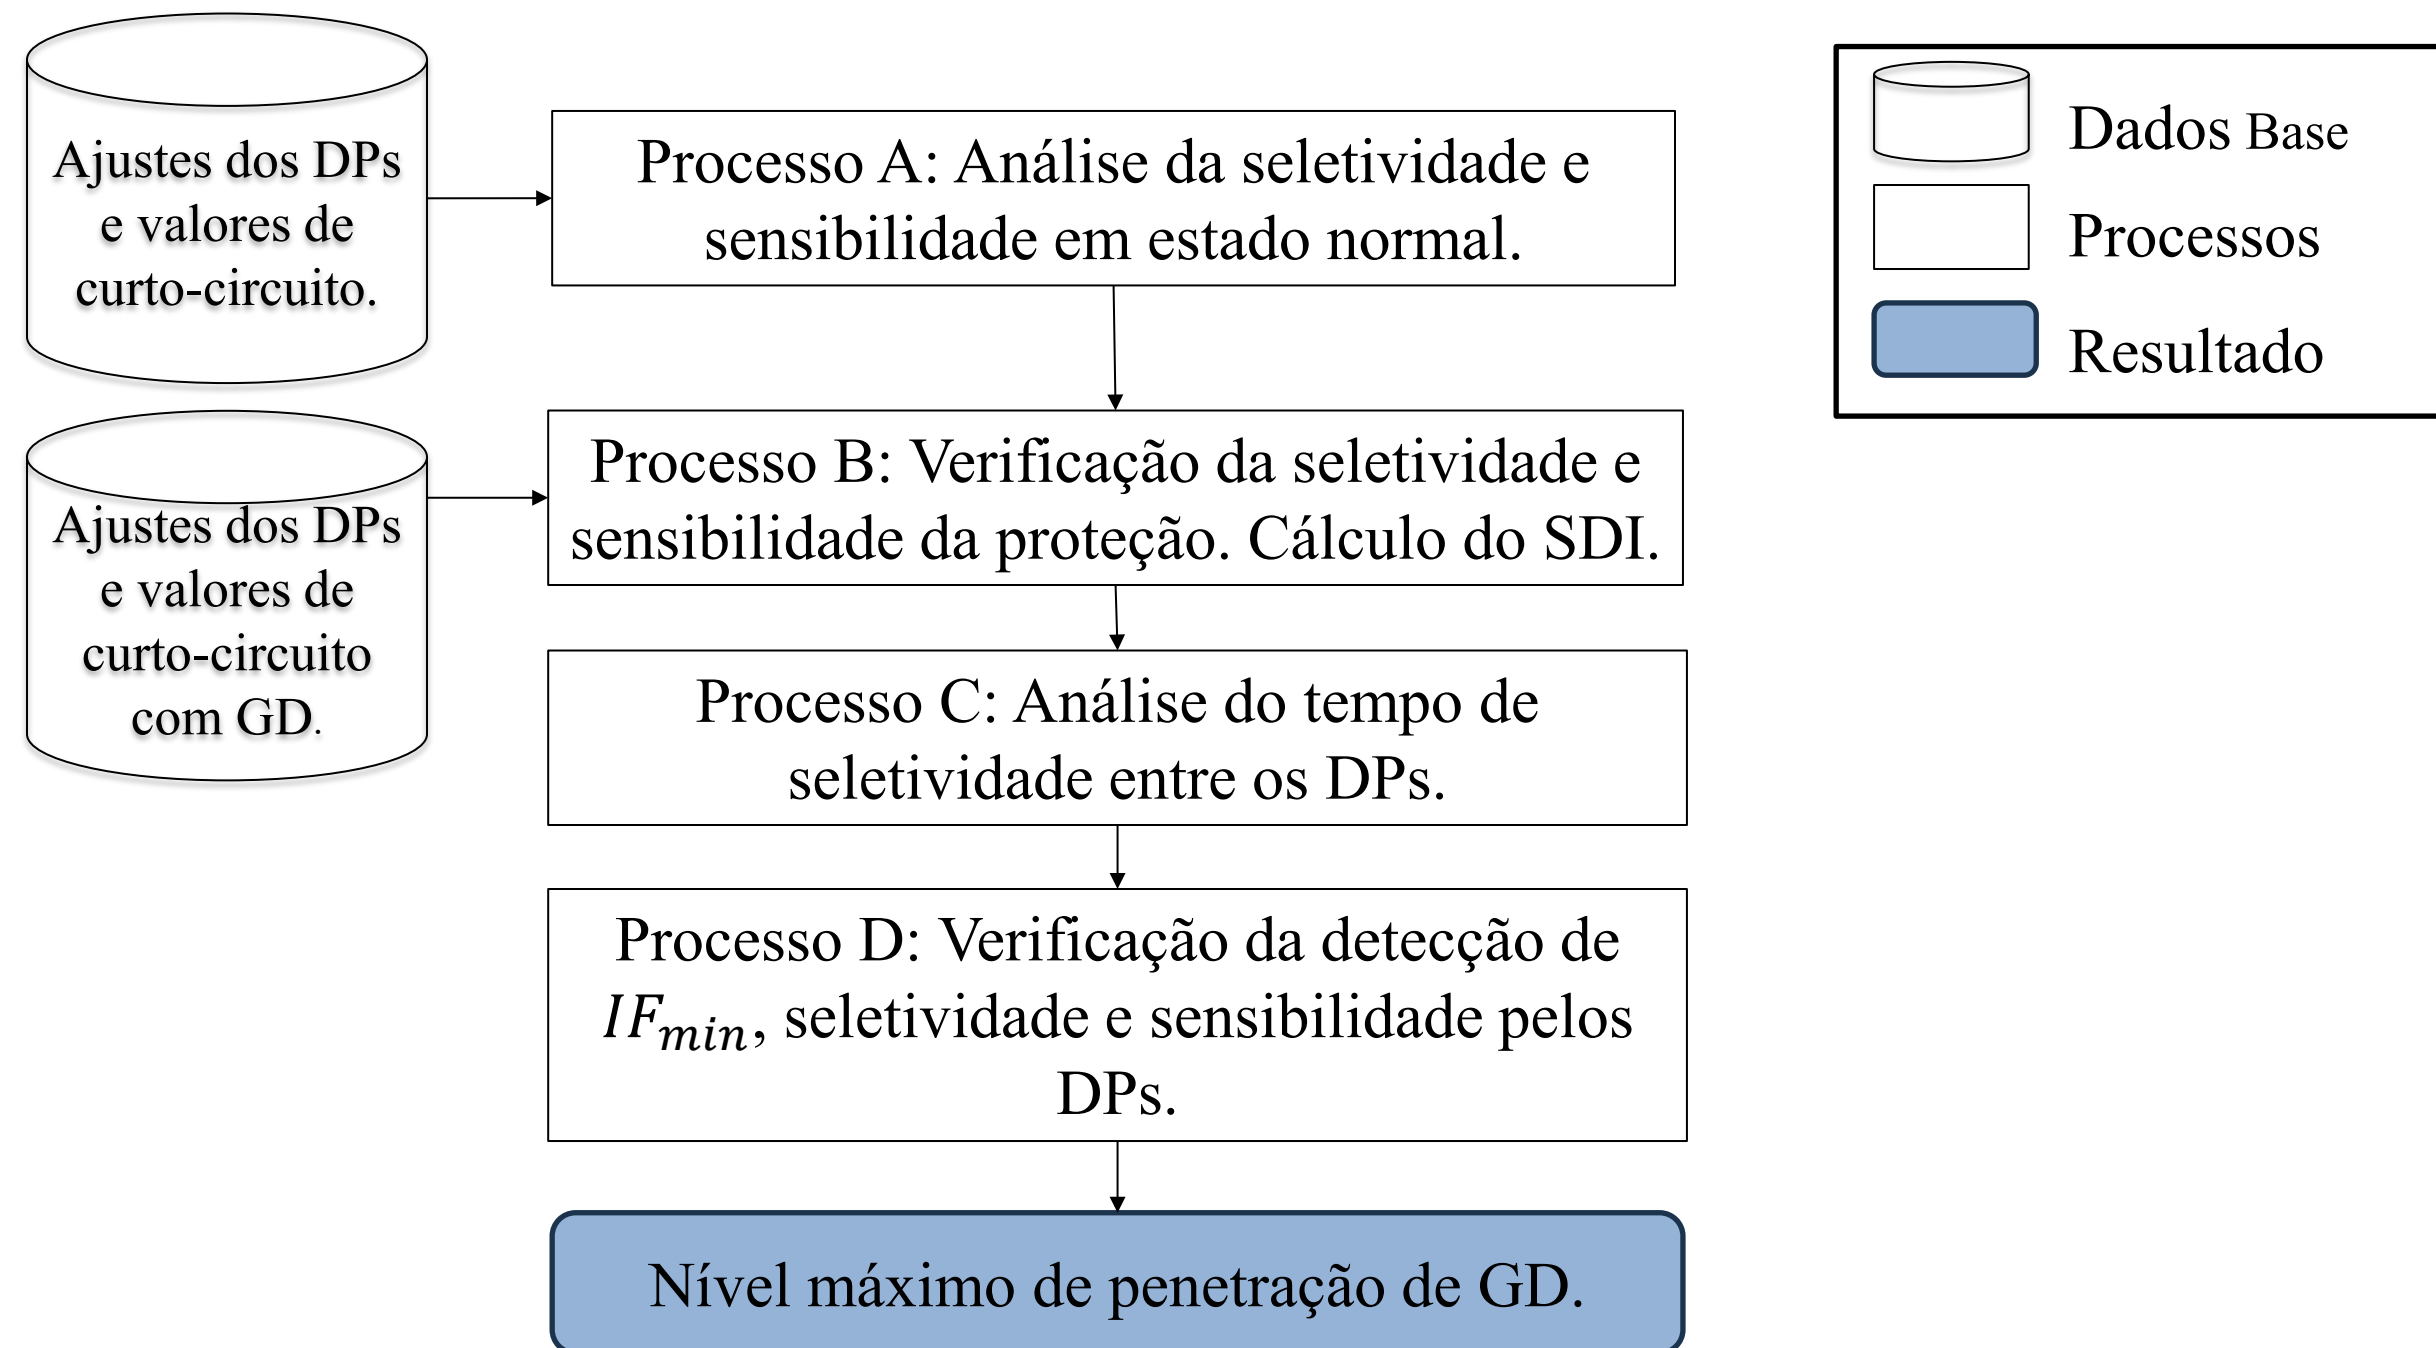 Ajustes dos DPs
e valores de
curto-circuito.
Processo A: Análise da seletividade e
sensibilidade em estado normal.
Dados Base
Processos
Resultado
Ajustes dos DPs
e valores de
curto-circuito
com GD.
Processo B: Verificação da seletividade e
sensibilidade da proteção. Cálculo do SDI.
Processo C: Análise do tempo de
seletividade entre os DPs.
Processo D: Verificação da detecção de
IF_min, seletividade e sensibilidade pelos
DPs.
Nível máximo de penetração de GD.